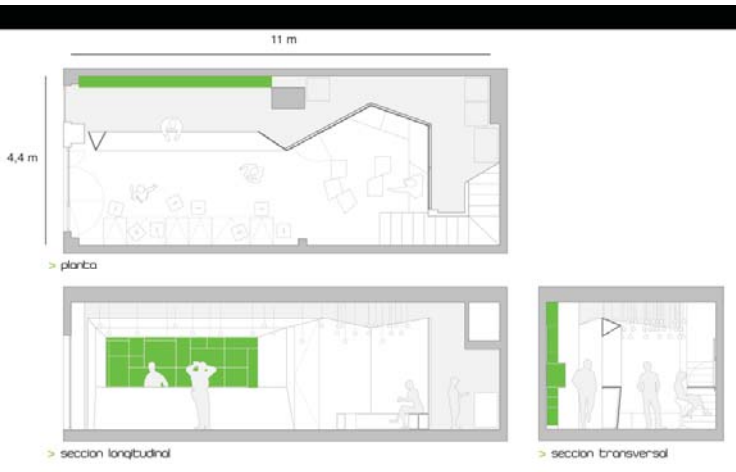 11 m
4,4 m
> planta
> seccion longitudinal
> seccion transversal